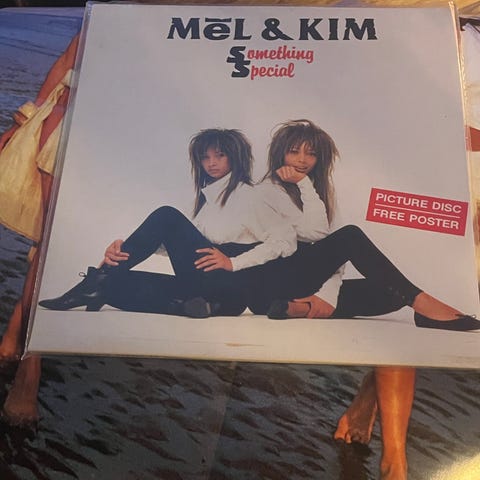 MēL & KIM
Something
Special
PICTURE DISC
FREE POSTER